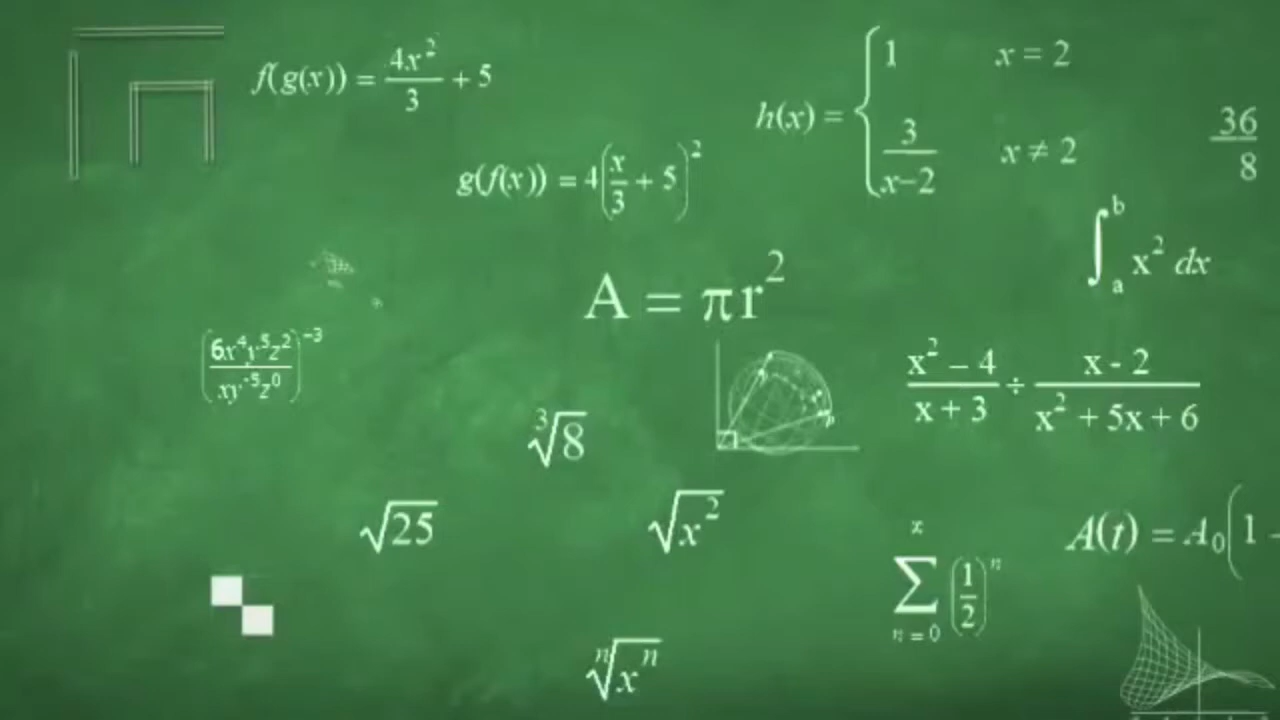 f(g(x)) = 4x²/3 + 5
h(x) = { 1 x = 2
3/(x−2) x ≠ 2
36/8
g(f(x)) = 4(x/3 + 5)²
∫ₐᵇ x² dx
A = πr²
(6x⁴y⁵z²/xy⁻⁵z⁰)⁻³
(x² – 4)/(x + 3) ÷ (x - 2)/(x² + 5x + 6)
∛8
√25
√x²
x
∑ (1/2)ⁿ
n = 0
A(t) = A₀(1
ⁿ√xⁿ